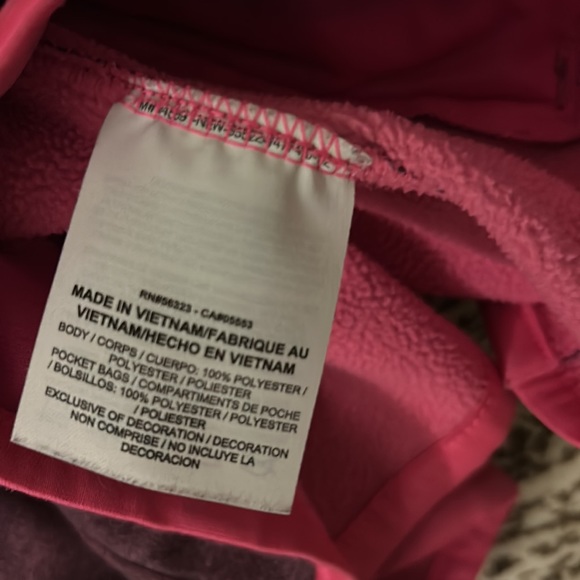 RN#56323 - CA#05553
MADE IN VIETNAM/FABRIQUE AU
VIETNAM/HECHO EN VIETNAM
BODY / CORPS / CUERPO: 100% POLYESTER /
POLYESTER / POLIESTER
POCKET BAGS / COMPARTIMENTS DE POCHE
/ BOLSILLOS: 100% POLYESTER / POLYESTER
/ POLIESTER
EXCLUSIVE OF DECORATION / DECORATION
NON COMPRISE / NO INCLUYE LA
DECORACION